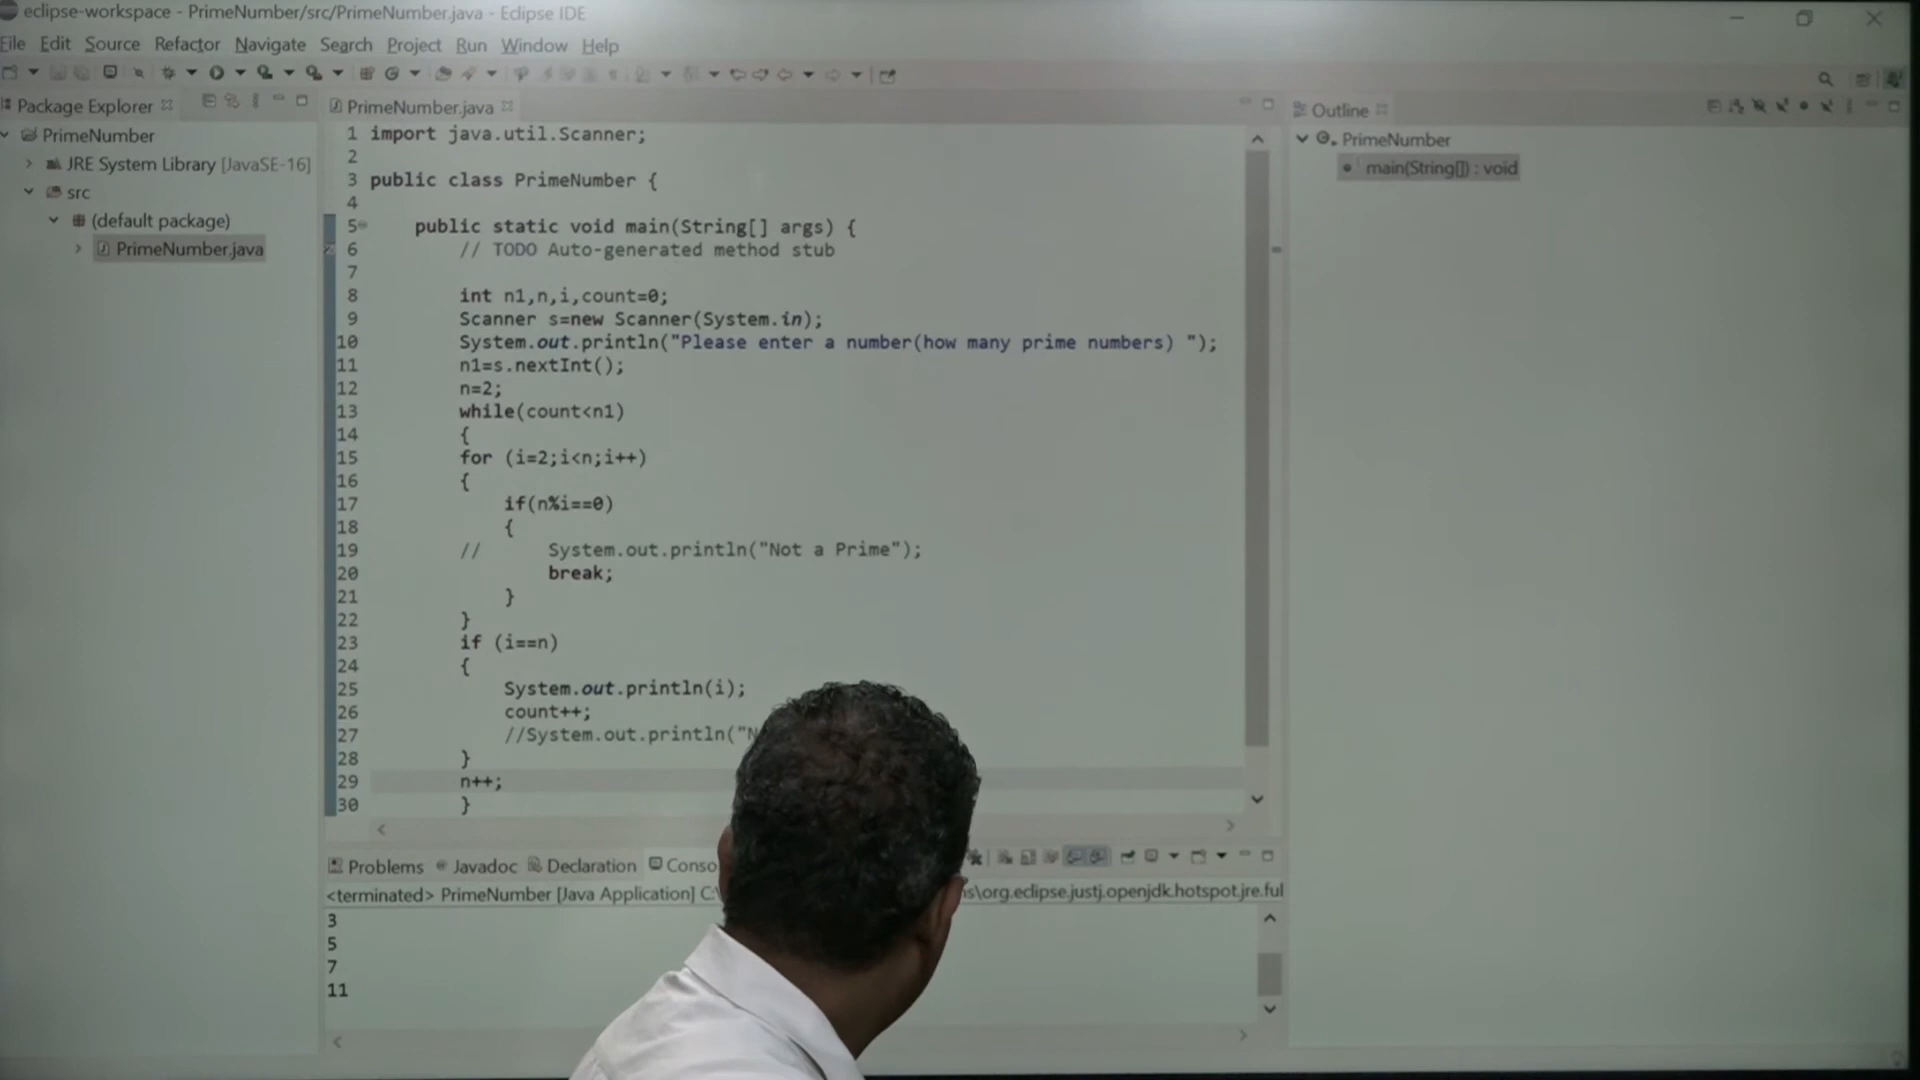 eclipse-workspace - PrimeNumber/src/PrimeNumber.java - Eclipse IDE
File Edit Source Refactor Navigate Search Project Run Window Help
Package Explorer
PrimeNumber
JRE System Library [JavaSE-16]
src
(default package)
PrimeNumber.java
PrimeNumber.java
1 import java.util.Scanner;
2
3 public class PrimeNumber {
4
5 public static void main(String[] args) {
6 // TODO Auto-generated method stub
7
8 int n1,n,i,count=0;
9 Scanner s=new Scanner(System.in);
10 System.out.println("Please enter a number(how many prime numbers) ");
11 n1=s.nextInt();
12 n=2;
13 while(count<n1)
14 {
15 for (i=2;i<n;i++)
16 {
17 if(n%i==0)
18 {
19 // System.out.println("Not a Prime");
20 break;
21 }
22 }
23 if (i==n)
24 {
25 System.out.println(i);
26 count++;
27 //System.out.println("
28 }
29 n++;
30 }
Outline
PrimeNumber
main(String[]) : void
Problems Javadoc Declaration Conso
<terminated> PrimeNumber [Java Application] C:\ s\org.eclipse.justj.openjdk.hotspot.jre.ful
3
5
7
11